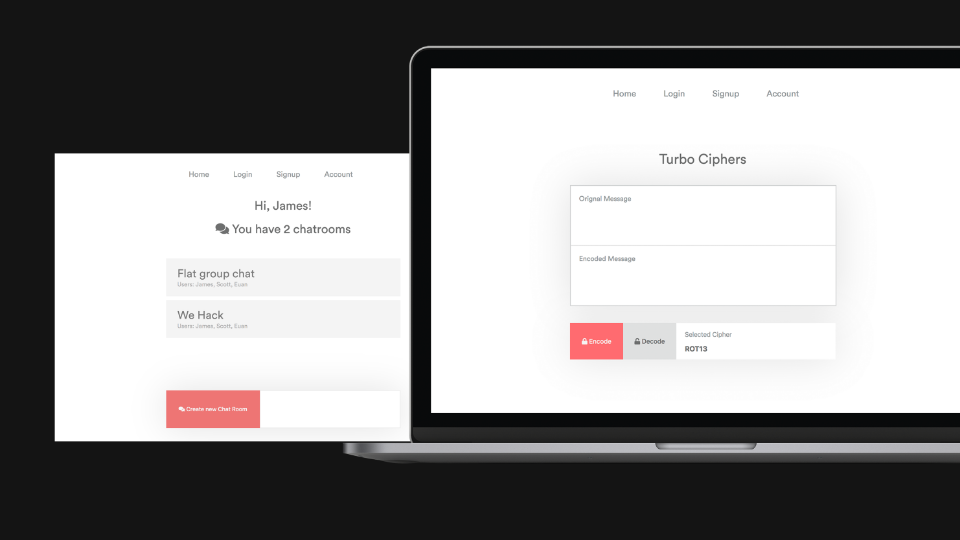 Home Login Signup Account
Hi, James!
You have 2 chatrooms
Flat group chat
Users: James, Scott, Euan
We Hack
Users: James, Scott, Euan
Create new Chat Room
Home Login Signup Account
Turbo Ciphers
Orignal Message
Encoded Message
Encode Decode
Selected Cipher
ROT13